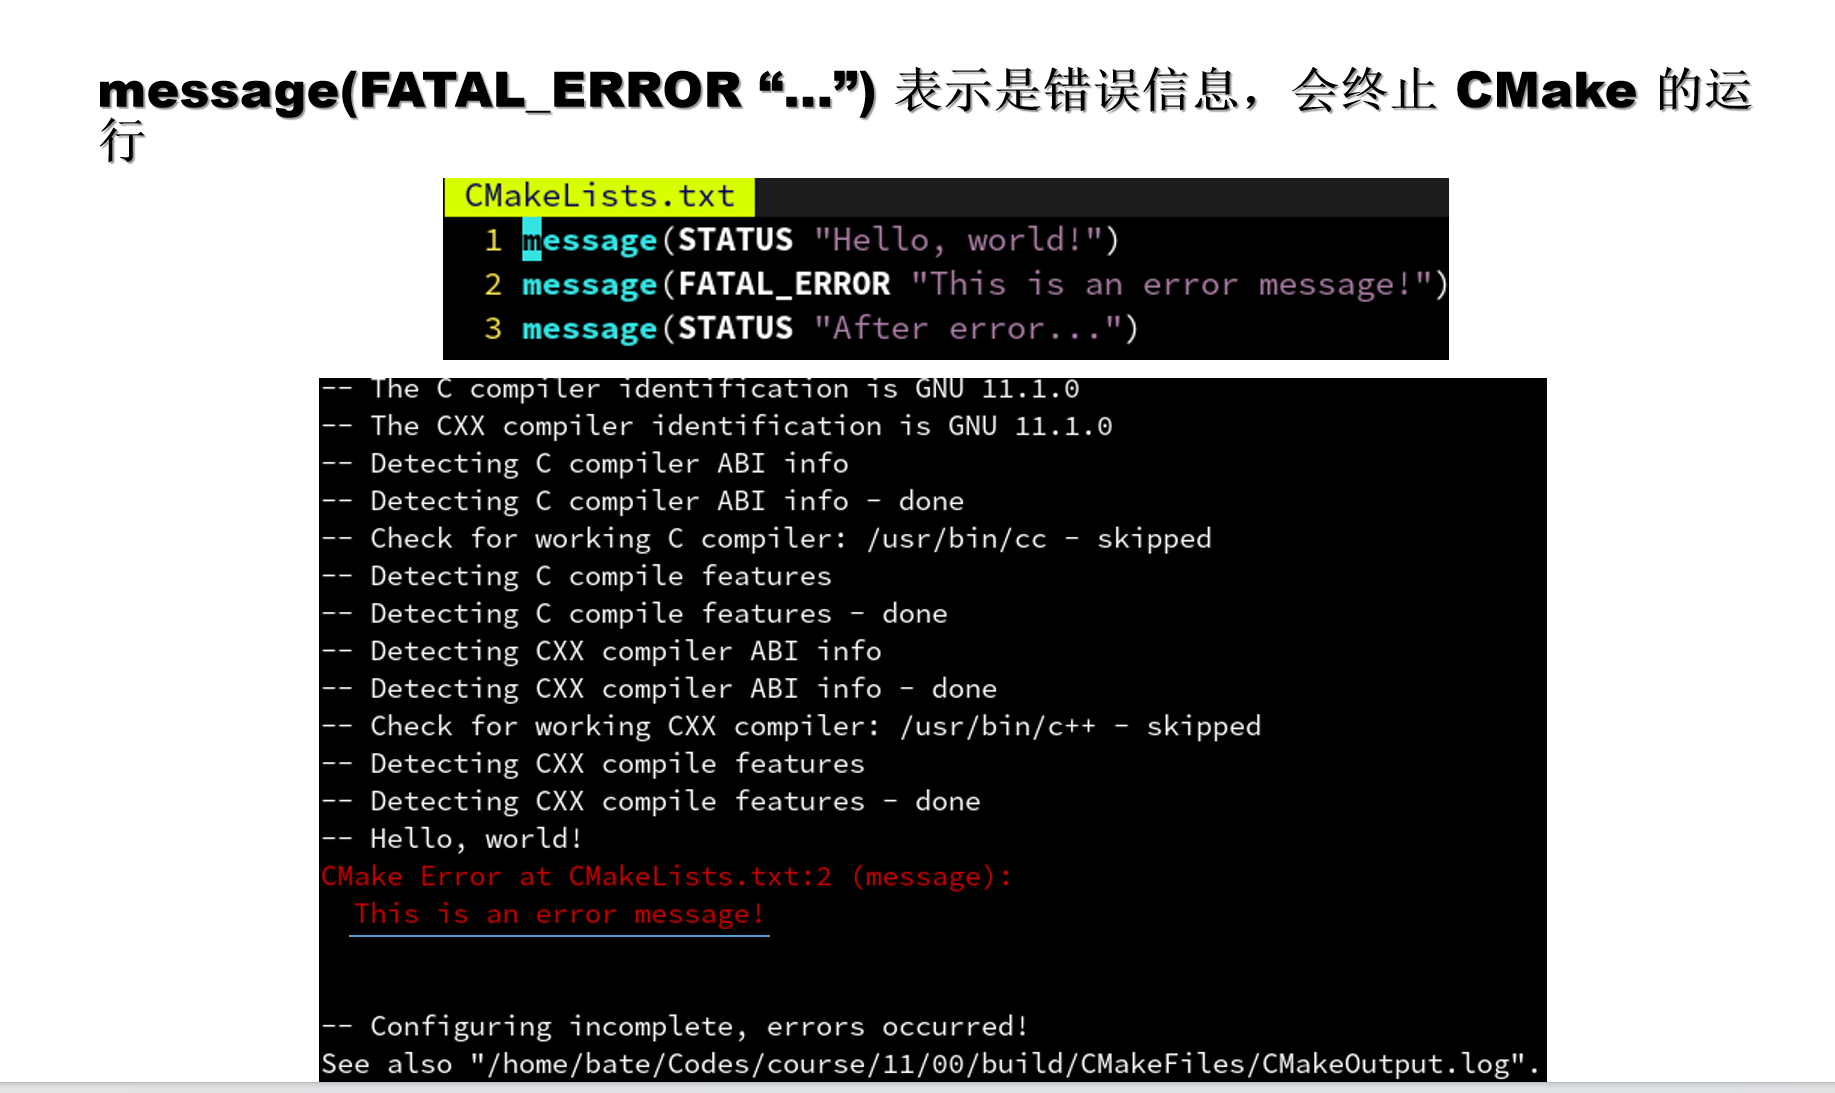 message(FATAL_ERROR “...”) 表示是错误信息，会终止 CMake 的运
行
CMakeLists.txt
1 message(STATUS "Hello, world!")
2 message(FATAL_ERROR "This is an error message!")
3 message(STATUS "After error...")
-- The C compiler identification is GNU 11.1.0
-- The CXX compiler identification is GNU 11.1.0
-- Detecting C compiler ABI info
-- Detecting C compiler ABI info - done
-- Check for working C compiler: /usr/bin/cc - skipped
-- Detecting C compile features
-- Detecting C compile features - done
-- Detecting CXX compiler ABI info
-- Detecting CXX compiler ABI info - done
-- Check for working CXX compiler: /usr/bin/c++ - skipped
-- Detecting CXX compile features
-- Detecting CXX compile features - done
-- Hello, world!
CMake Error at CMakeLists.txt:2 (message):
This is an error message!
-- Configuring incomplete, errors occurred!
See also "/home/bate/Codes/course/11/00/build/CMakeFiles/CMakeOutput.log".